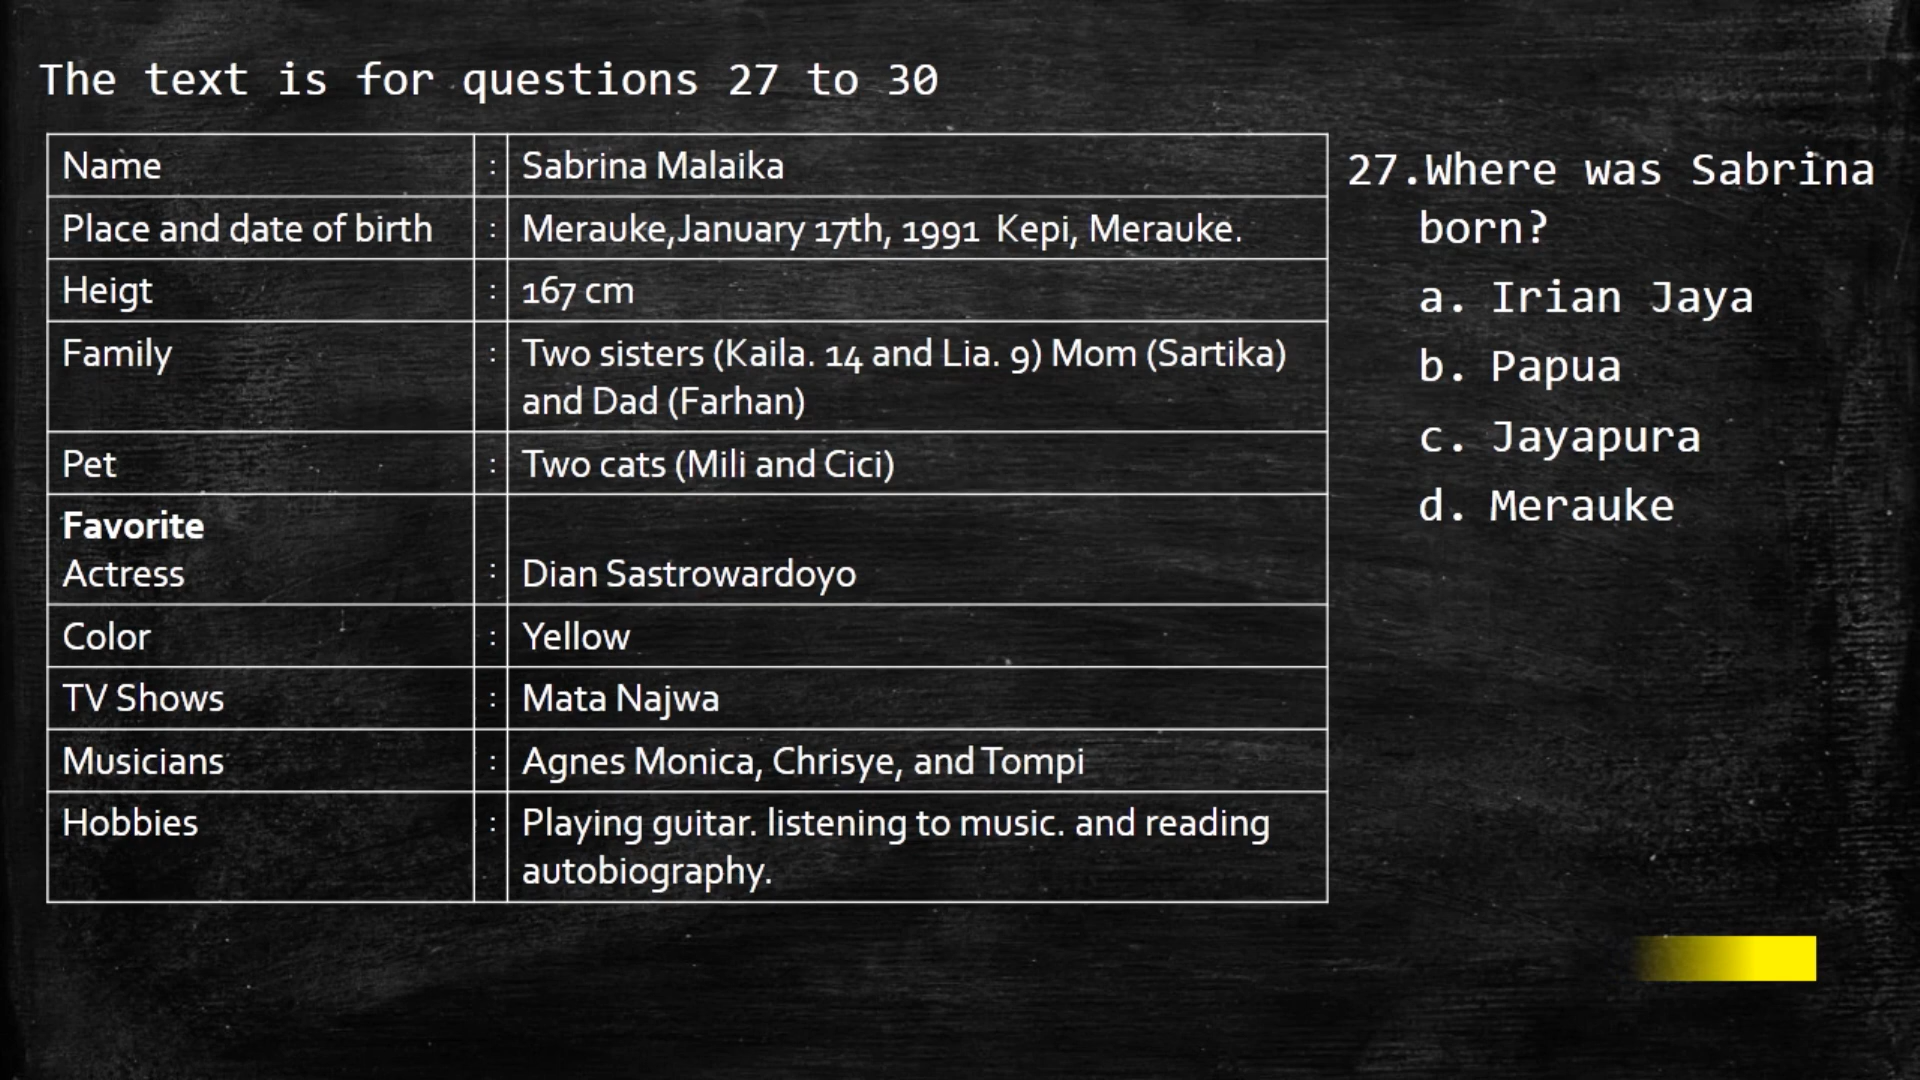 The text is for questions 27 to 30
Name : Sabrina Malaika
Place and date of birth : Merauke,January 17th, 1991 Kepi, Merauke.
Heigt : 167 cm
Family : Two sisters (Kaila. 14 and Lia. 9) Mom (Sartika)
and Dad (Farhan)
Pet : Two cats (Mili and Cici)
Favorite
Actress : Dian Sastrowardoyo
Color : Yellow
TV Shows : Mata Najwa
Musicians : Agnes Monica, Chrisye, and Tompi
Hobbies : Playing guitar. listening to music. and reading
autobiography.
27.Where was Sabrina
born?
a. Irian Jaya
b. Papua
c. Jayapura
d. Merauke